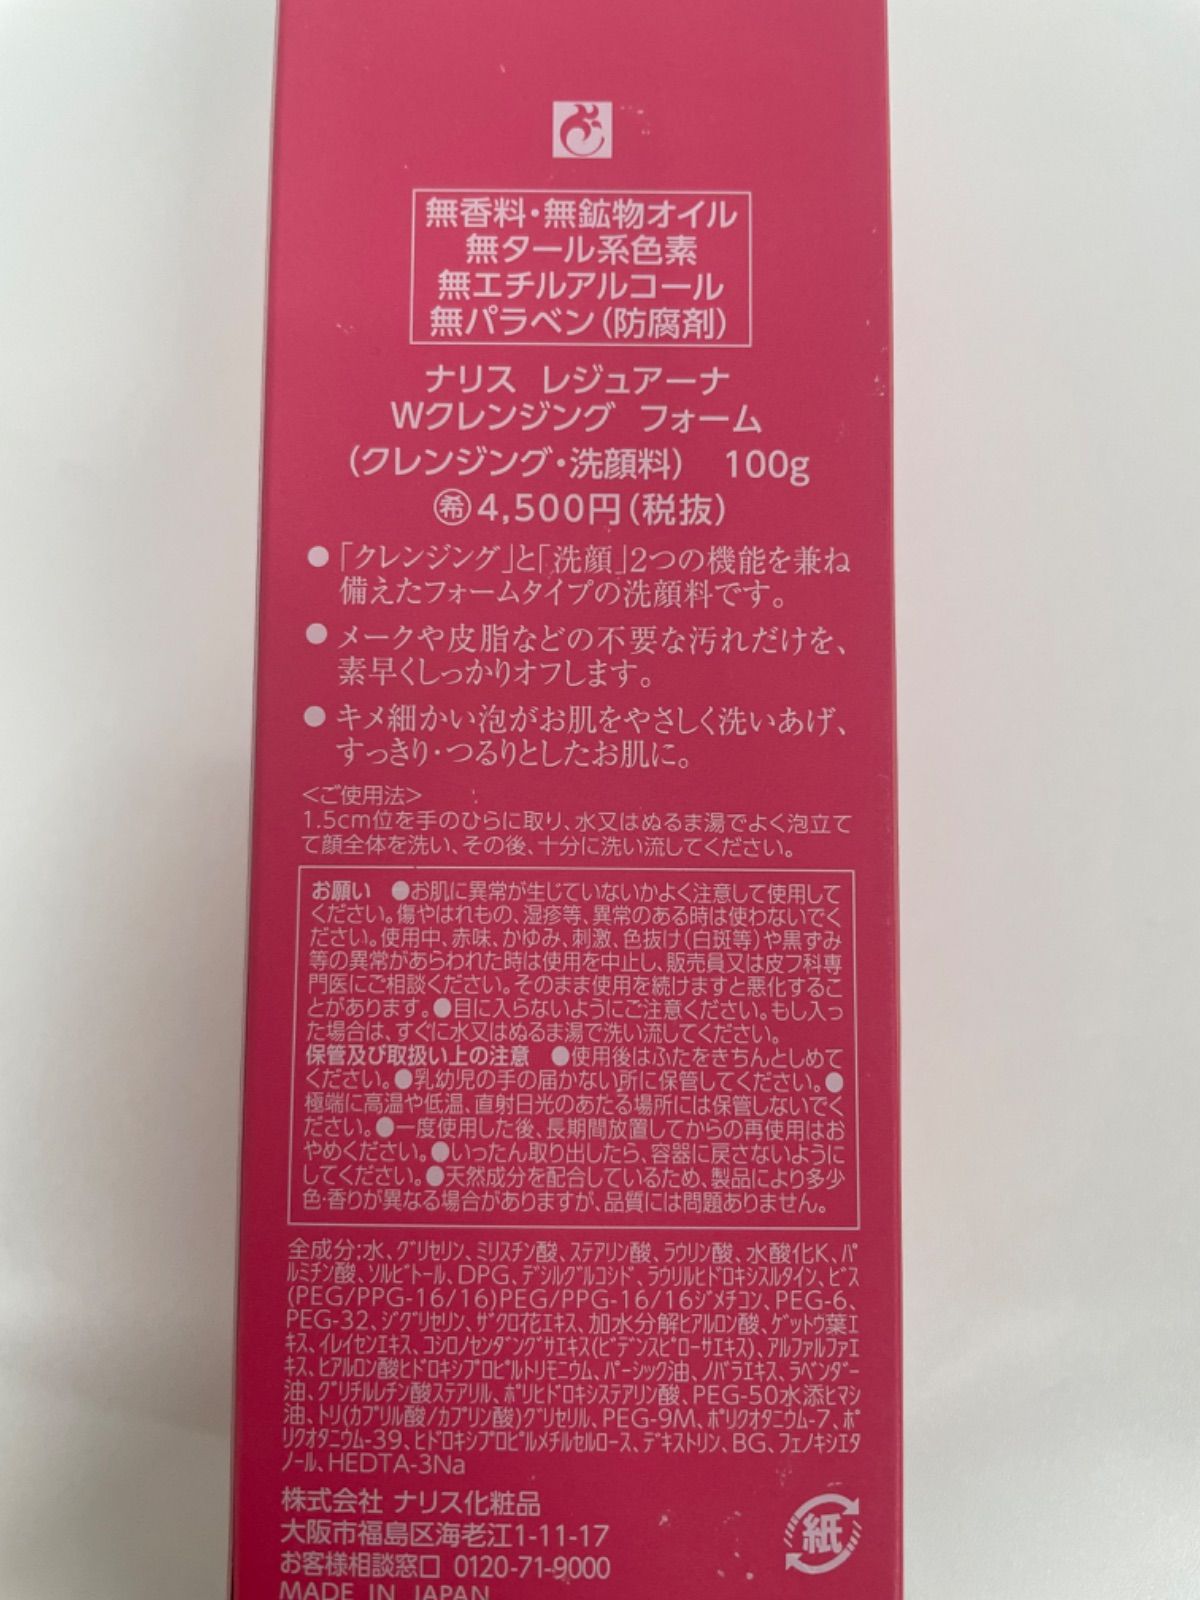 無香料・無鉱物オイル
無タール系色素
無エチルアルコール
無パラベン(防腐剤)
ナリス レジュアーナ
Wクレンジング フォーム
(クレンジング・洗顔料) 100g
㊝4,500円(税抜)
●「クレンジング」と「洗顔」2つの機能を兼ね
備えたフォームタイプの洗顔料です。
●メークや皮脂などの不要な汚れだけを、
素早くしっかりオフします。
●キメ細かい泡がお肌をやさしく洗いあげ、
すっきり・つるりとしたお肌に。
<ご使用法>
1.5cm位を手のひらに取り、水又はぬるま湯でよく泡立て
て顔全体を洗い、その後、十分に洗い流してください。
お願い ●お肌に異常が生じていないかよく注意して使用して
ください。傷やはれもの、湿疹等、異常のある時は使わないでく
ださい。使用中、赤味、かゆみ、刺激、色抜け(白斑等)や黒ずみ
等の異常があらわれた時は使用を中止し、販売員又は皮フ科専
門医にご相談ください。そのまま使用を続けますと悪化するこ
とがあります。●目に入らないようにご注意ください。もし入っ
た場合は、すぐに水又はぬるま湯で洗い流してください。
保管及び取扱い上の注意 ●使用後はふたをきちんとしめて
ください。●乳幼児の手の届かない所に保管してください。●
極端に高温や低温、直射日光のあたる場所には保管しないでく
ださい。●一度使用した後、長期間放置してからの再使用はお
やめください。●いったん取り出したら、容器に戻さないように
してください。●天然成分を配合しているため、製品により多少
色・香りが異なる場合がありますが、品質には問題ありません。
全成分:水、グリセリン、ミリスチン酸、ステアリン酸、ラウリン酸、水酸化K、パ
ルミチン酸、ソルビトール、DPG、デシルグルコシド、ラウリルヒドロキシスルタイン、ビス
(PEG/PPG-16/16)PEG/PPG-16/16ジメチコン、PEG-6、
PEG-32、ジグリセリン、ザクロ花エキス、加水分解ヒアルロン酸、ゲットウ葉エ
キス、イレイセンエキス、コシロノセンダングサエキス(ビデンスピローサエキス)、アルファルファエ
キス、ヒアルロン酸ヒドロキシプロピルトリモニウム、パーシック油、ノバラエキス、ラベンダー
油、グリチルレチン酸ステアリル、ポリヒドロキシステアリン酸、PEG-50水添ヒマシ
油、トリ(カプリル酸/カプリン酸)グリセリル、PEG-9M、ポリクオタニウム-7、ポ
リクオタニウム-39、ヒドロキシプロピルメチルセルロース、デキストリン、BG、フェノキシエタ
ノール、HEDTA-3Na
株式会社 ナリス化粧品
大阪市福島区海老江1-11-17
お客様相談窓口 0120-71-9000
MADE IN JAPAN
紙